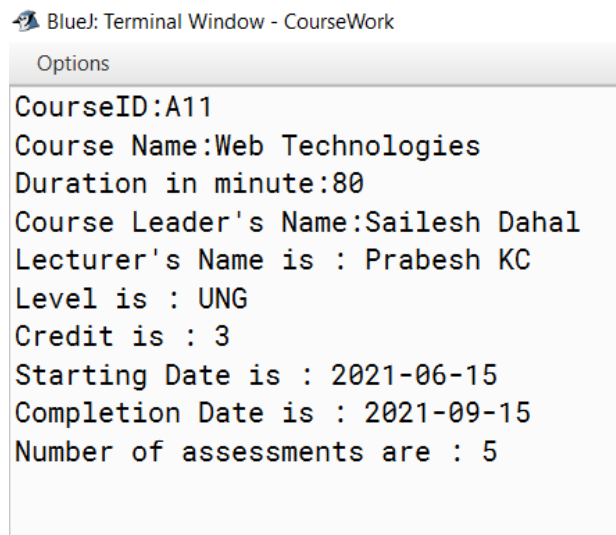 BlueJ: Terminal Window - CourseWork
Options
CourseID:A11
Course Name:Web Technologies
Duration in minute:80
Course Leader's Name:Sailesh Dahal
Lecturer's Name is : Prabesh KC
Level is : UNG
Credit is : 3
Starting Date is : 2021-06-15
Completion Date is : 2021-09-15
Number of assessments are : 5